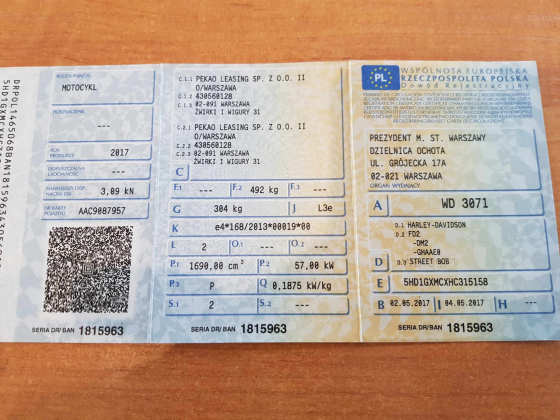 RODZAJ POJAZDU
MOTOCYKL
PRZEZNACZENIE
---
ROK PRODUKCJI
2017
DOPUSZCZALNA ŁADOWNOŚĆ
---
NAJWIĘKSZY DOP. NACISK OSI
3,09 kN
NR KARTY POJAZDU
AAC9087957
SERIA DR/BAN 1815963
C.1.1 PEKAO LEASING SP. Z O.O. II
O/WARSZAWA
C.1.2 430560128
C.1.3 02-091 WARSZAWA
ŻWIRKI I WIGURY 31
C.2.1 PEKAO LEASING SP. Z O.O. II
O/WARSZAWA
C.2.2 430560128
C.2.3 02-091 WARSZAWA
ŻWIRKI I WIGURY 31
C
F.1 --- F.2 492 kg F.3 ---
G 304 kg J L3e
K e4*168/2013*00019*00
L 2 O.1 --- O.2 ---
P.1 1690,00 cm³ P.2 57,00 kW
P.3 P Q 0,1875 kW/kg
S.1 2 S.2 ---
SERIA DR/BAN 1815963
PL
WSPÓLNOTA EUROPEJSKA
RZECZPOSPOLITA POLSKA
Dowód Rejestracyjny
PREZYDENT M. ST. WARSZAWY
DZIELNICA OCHOTA
UL. GRÓJECKA 17A
02-021 WARSZAWA
ORGAN WYDAJĄCY
A WD 3071
D.1 HARLEY-DAVIDSON
D.2 FD2
-DM2
-GHAAE0
D D.3 STREET BOB
E 5HD1GXMCXHC315158
B 02.05.2017 I 04.05.2017 H ---
SERIA DR/BAN 1815963